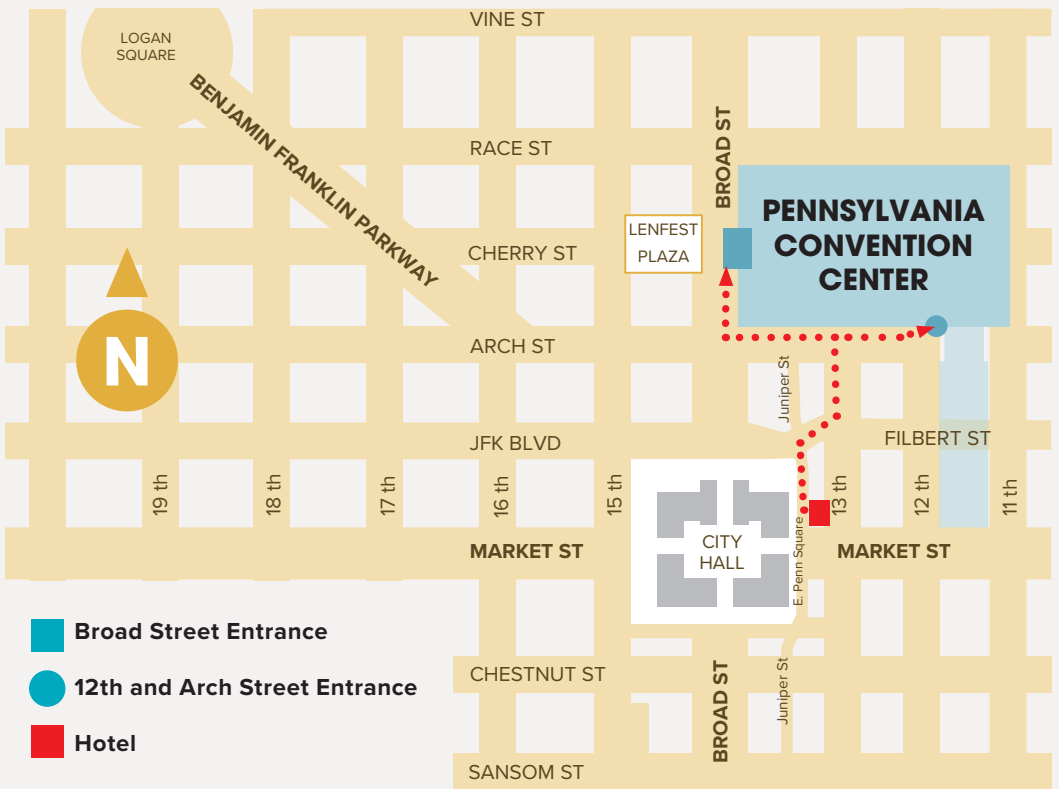 VINE ST
LOGAN
SQUARE
BENJAMIN FRANKLIN PARKWAY
RACE ST
BROAD ST
PENNSYLVANIA
CONVENTION
CENTER
LENFEST
PLAZA
CHERRY ST
N
ARCH ST
Juniper St
JFK BLVD
FILBERT ST
19 th
18 th
17 th
16 th
15 th
13 th
12 th
11 th
CITY
HALL
E. Penn Square
MARKET ST
MARKET ST
Broad Street Entrance
12th and Arch Street Entrance
Hotel
CHESTNUT ST
BROAD ST
Juniper St
SANSOM ST